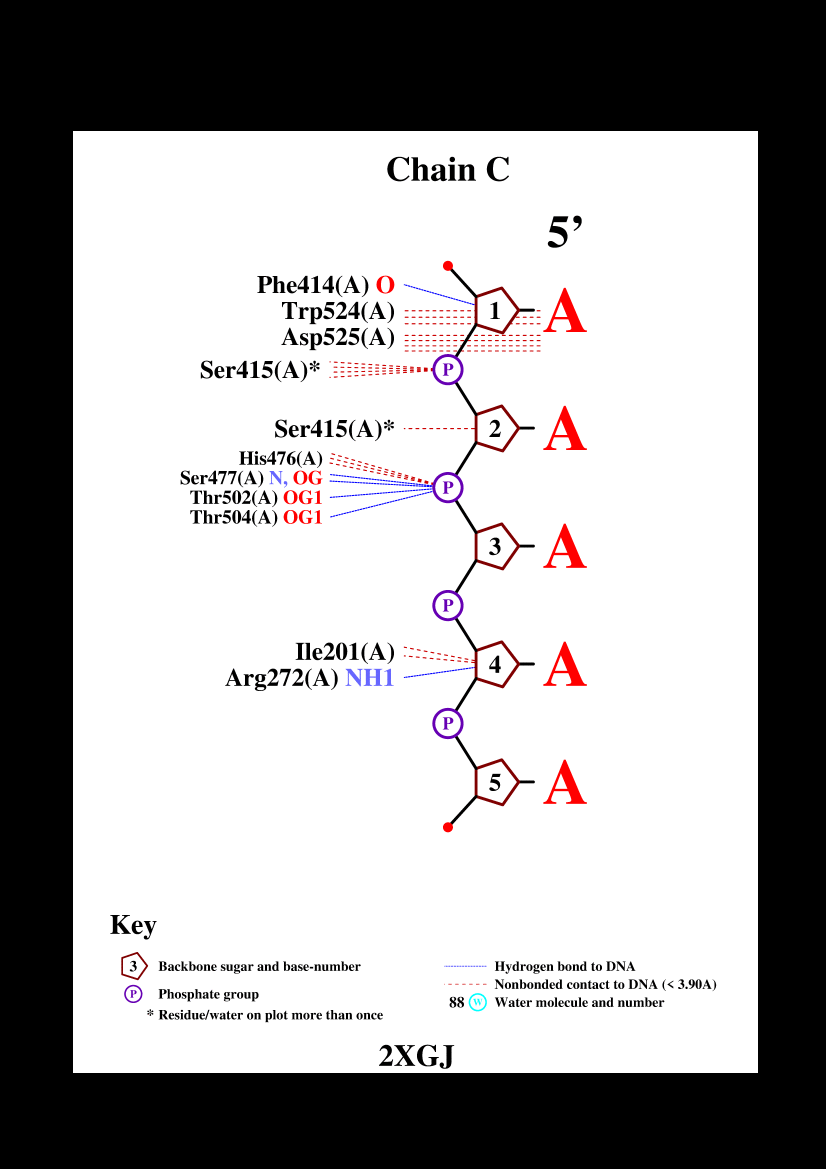 Chain C
5’
Phe414(A) O
1 A
Trp524(A)
Asp525(A)
Ser415(A)* P
Ser415(A)* 2 A
His476(A)
Ser477(A) N, OG P
Thr502(A) OG1
Thr504(A) OG1
3 A
P
Ile201(A)
4 A
Arg272(A) NH1
P
5 A
Key
3 Backbone sugar and base-number
P Phosphate group
* Residue/water on plot more than once
Hydrogen bond to DNA
Nonbonded contact to DNA (< 3.90A)
88 W Water molecule and number
2XGJ